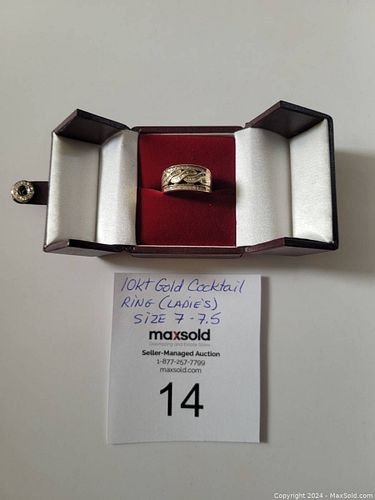 10kt Gold Cocktail
RING (LADIE'S)
SIZE 7-7.5
maxsold
Downsizing and Estate Sales
Seller-Managed Auction
1-877-257-7799
maxsold.com
14
Copyright 2024 - MaxSold.com